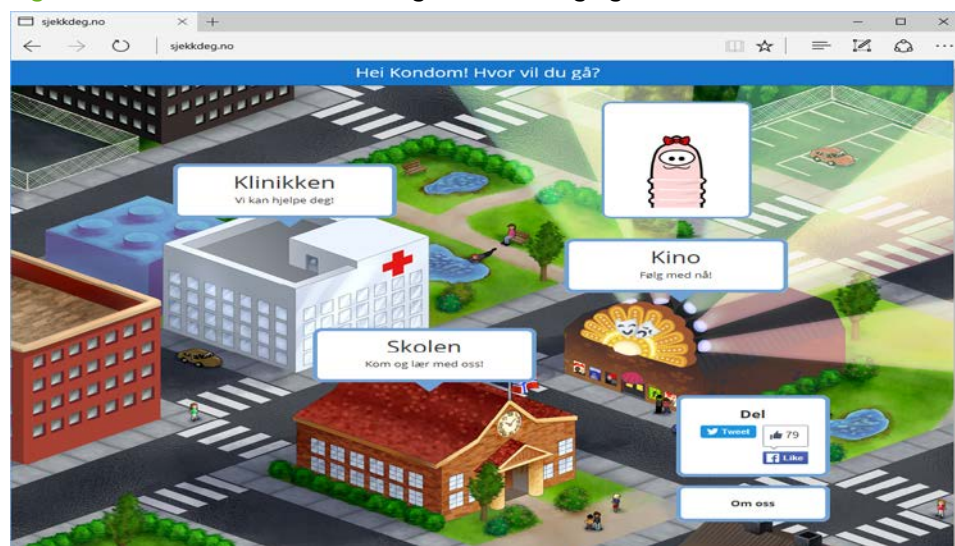 sjekkdeg.no
sjekkdeg.no
Hei Kondom! Hvor vil du gå?
Klinikken
Vi kan hjelpe deg!
Kino
Følg med nå!
Skolen
Kom og lær med oss!
Del
Tweet
79
Like
Om oss